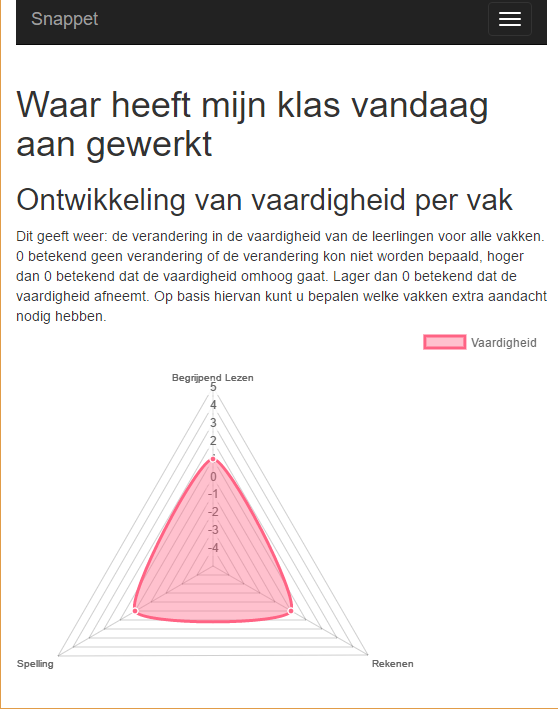 Snappet
Waar heeft mijn klas vandaag
aan gewerkt
Ontwikkeling van vaardigheid per vak
Dit geeft weer: de verandering in de vaardigheid van de leerlingen voor alle vakken.
0 betekend geen verandering of de verandering kon niet worden bepaald, hoger
dan 0 betekend dat de vaardigheid omhoog gaat. Lager dan 0 betekend dat de
vaardigheid afneemt. Op basis hiervan kunt u bepalen welke vakken extra aandacht
nodig hebben.
Vaardigheid
Begrijpend Lezen
5
4
3
2
0
-1
-2
-3
-4
Spelling
Rekenen